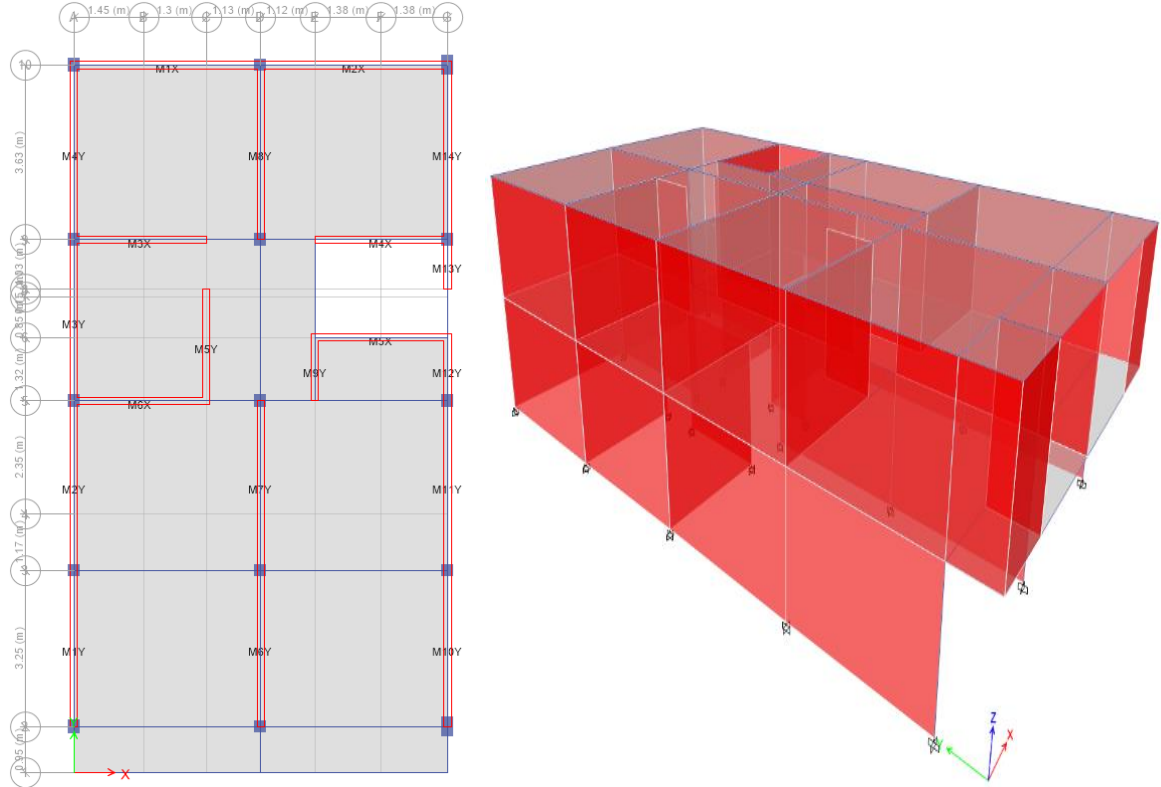 A B C D E F G
1.45 (m) 1.3 (m) 1.13 (m) 1.12 (m) 1.38 (m) 1.38 (m)
10
M1X M2X
3.63 (m)
M4Y M8Y M14Y
M3X M4X
M13Y
M3Y
0.85
M5X
M5Y
1.32 (m)
M9Y M12Y
M6X
2.35 (m)
M2Y M7Y M11Y
1.17 (m)
3.25 (m)
M1Y M6Y M10Y
0.95 (m)
X
Z
X
Y